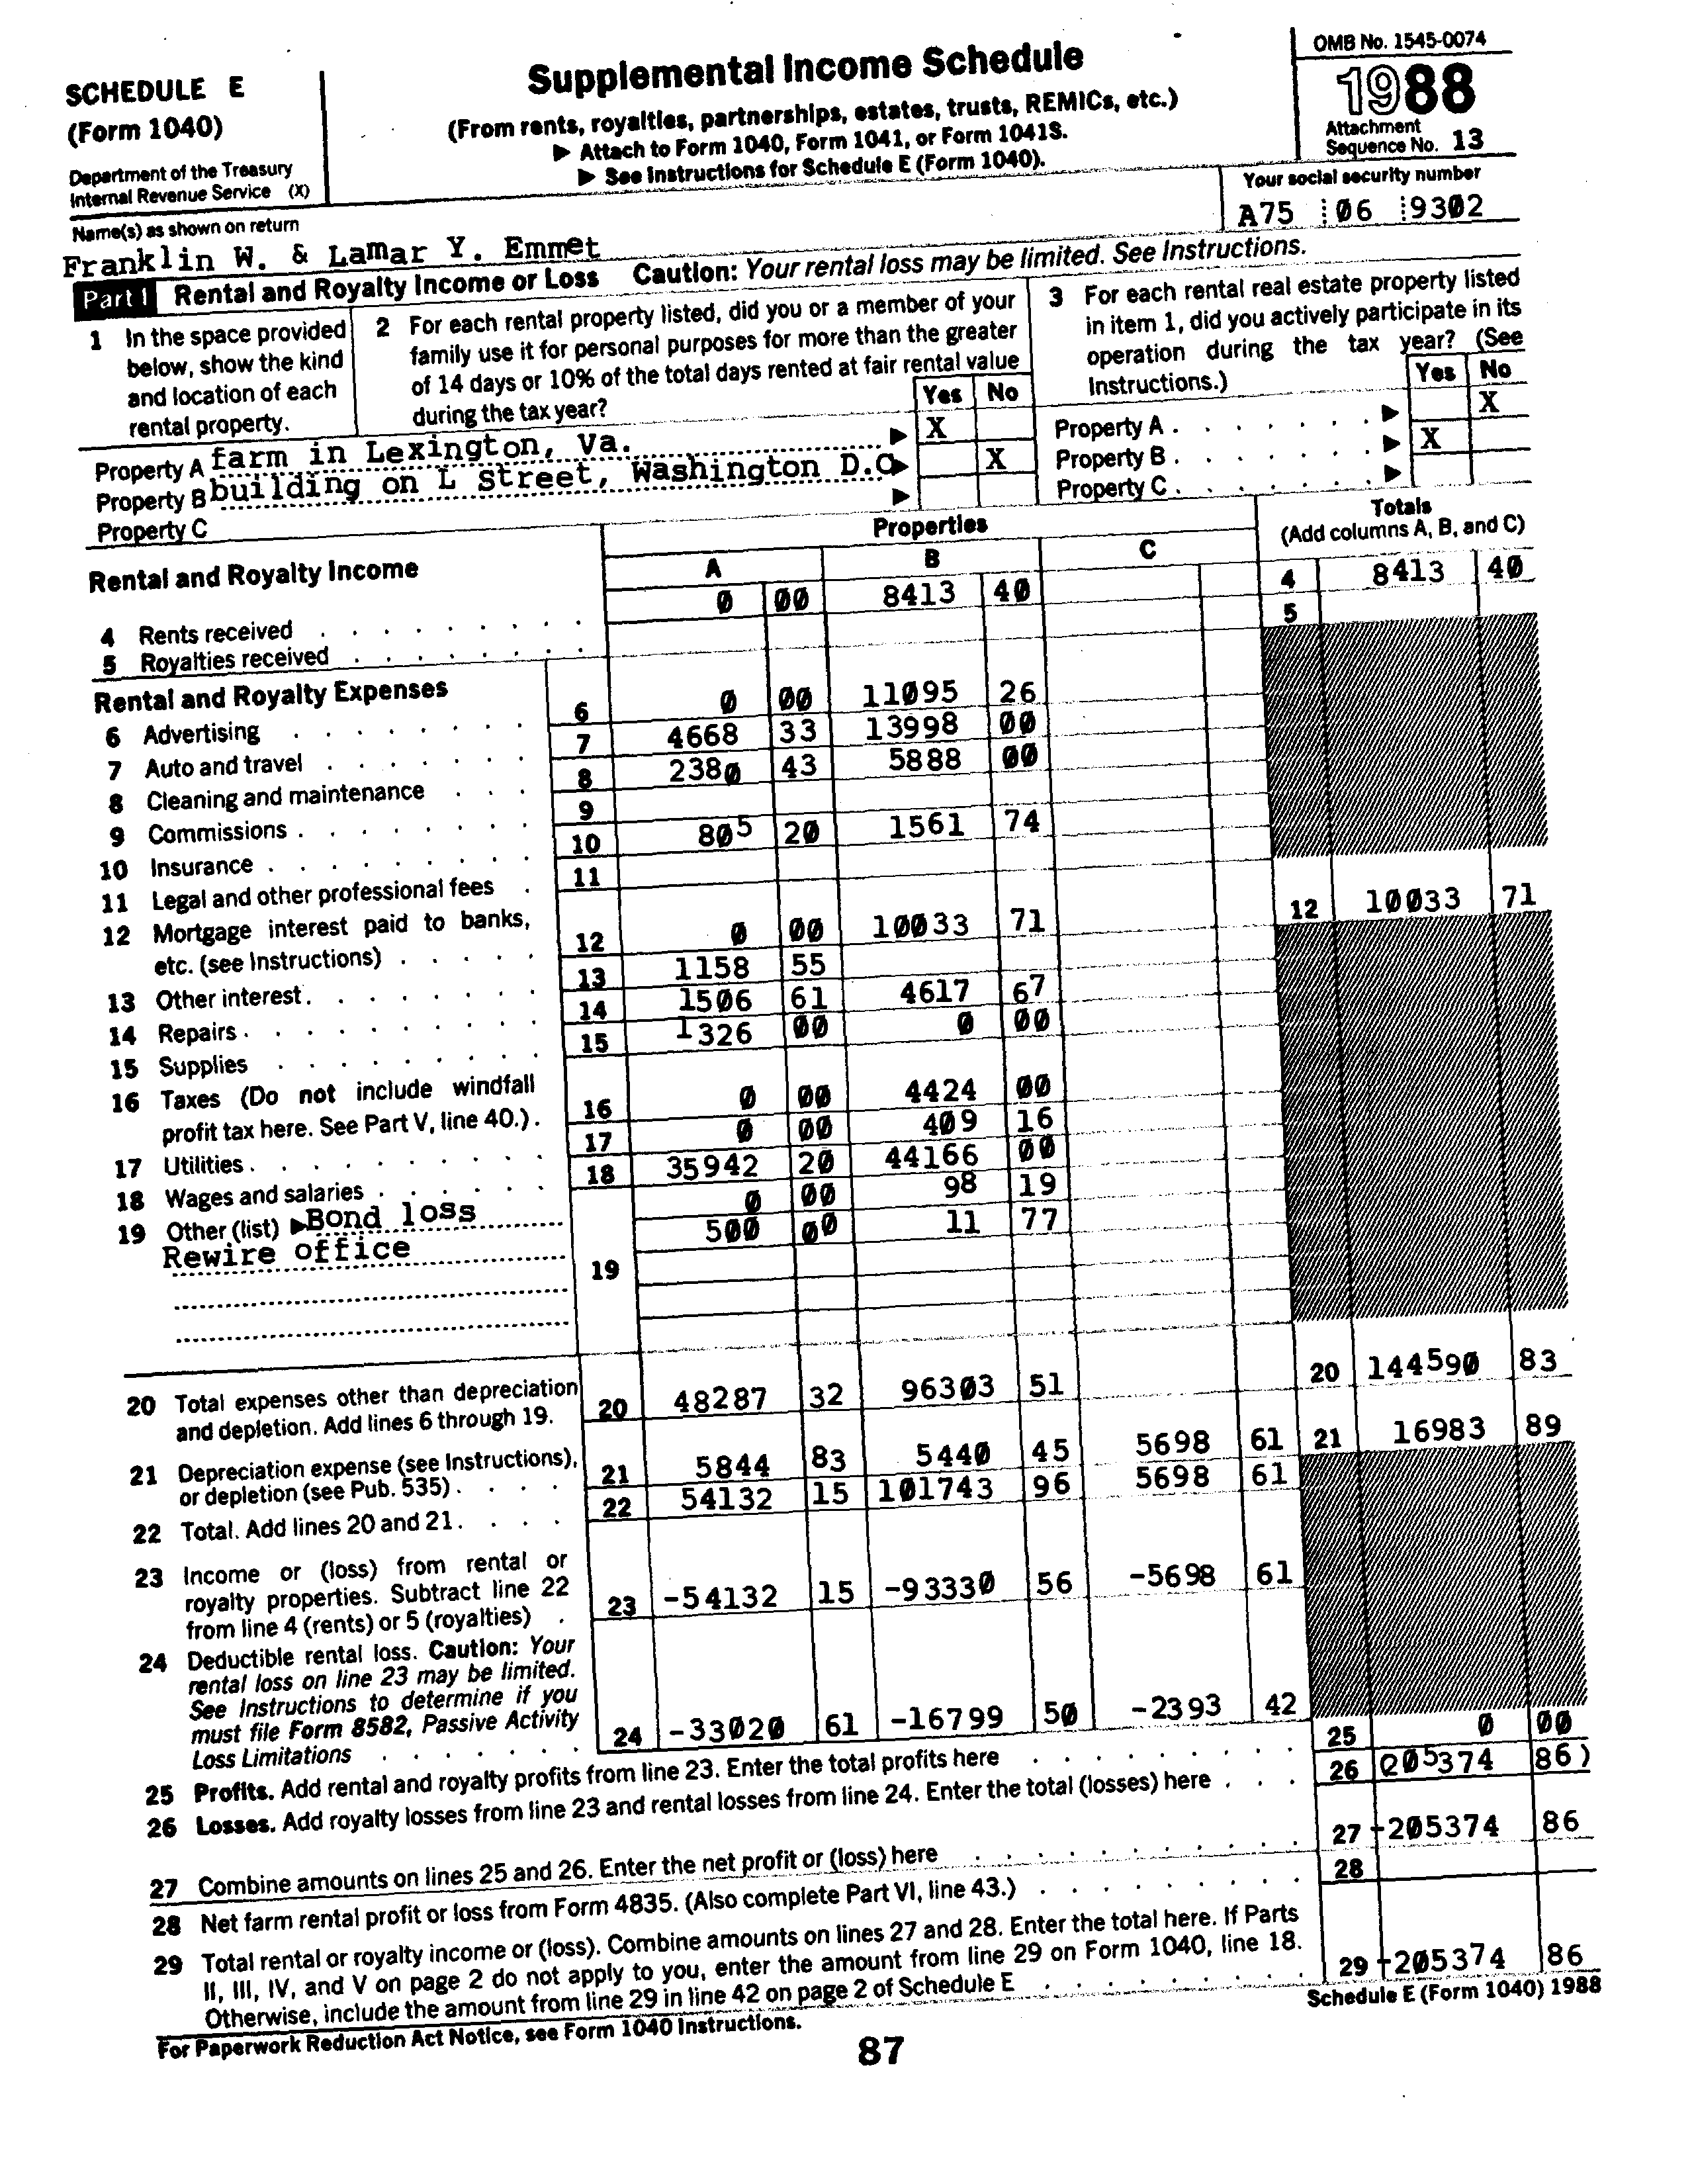 SCHEDULE E
(Form 1040)
Department of the Treasury
Internal Revenue Service (X)
Supplemental Income Schedule
(From rents, royalties, partnerships, estates, trusts, REMICs, etc.)
▶ Attach to Form 1040, Form 1041, or Form 1041S.
▶ See Instructions for Schedule E (Form 1040).
OMB No. 1545-0074
1988
Attachment
Sequence No. 13
Name(s) as shown on return
Franklin W. & Lamar Y. Emmet
Your social security number
A75 06 9302
Part I Rental and Royalty Income or Loss Caution: Your rental loss may be limited. See Instructions.
1 In the space provided
below, show the kind
and location of each
rental property.
2 For each rental property listed, did you or a member of your
family use it for personal purposes for more than the greater
of 14 days or 10% of the total days rented at fair rental value
during the tax year?
Yes No
3 For each rental real estate property listed
in item 1, did you actively participate in its
operation during the tax year? (See
Instructions.)
Yes No
Property A farm in Lexington, Va. ▶ X
Property B building on L Street, Washington D.C ▶ X
Property C ▶
Property A . . . . . . . ▶ X
Property B . . . . . . . ▶ X
Property C . . . . . . . ▶
Rental and Royalty Income
Properties
A B C
Totals
(Add columns A, B, and C)
4 Rents received 0 00 8413 40 4 8413 40
5 Royalties received 5
Rental and Royalty Expenses
6 Advertising 6 0 00 11095 26
7 Auto and travel 7 4668 33 13998 00
8 Cleaning and maintenance 8 2380 43 5888 00
9 Commissions 9
10 Insurance 10 805 20 1561 74
11 Legal and other professional fees 11
12 Mortgage interest paid to banks,
etc. (see Instructions) 12 0 00 10033 71 12 10033 71
13 Other interest 13 1158 55
14 Repairs 14 1506 61 4617 67
15 Supplies 15 1326 00 0 00
16 Taxes (Do not include windfall
profit tax here. See Part V, line 40.) 16 0 00 4424 00
17 Utilities 17 0 00 409 16
18 Wages and salaries 18 35942 20 44166 00
19 Other (list) ▶ Bond loss 0 00 98 19
Rewire office 19 500 00 11 77
20 Total expenses other than depreciation
and depletion. Add lines 6 through 19. 20 48287 32 96303 51 20 144590 83
21 Depreciation expense (see Instructions),
or depletion (see Pub. 535) 21 5844 83 5440 45 5698 61 21 16983 89
22 Total. Add lines 20 and 21 22 54132 15 101743 96 5698 61
23 Income or (loss) from rental or
royalty properties. Subtract line 22
from line 4 (rents) or 5 (royalties) 23 -54132 15 -93330 56 -5698 61
24 Deductible rental loss. Caution: Your
rental loss on line 23 may be limited.
See Instructions to determine if you
must file Form 8582, Passive Activity
Loss Limitations 24 -33020 61 -16799 50 -2393 42
25 Profits. Add rental and royalty profits from line 23. Enter the total profits here 25 0 00
26 Losses. Add royalty losses from line 23 and rental losses from line 24. Enter the total (losses) here 26 (205374 86)
27 Combine amounts on lines 25 and 26. Enter the net profit or (loss) here 27 -205374 86
28 Net farm rental profit or loss from Form 4835. (Also complete Part VI, line 43.) 28
29 Total rental or royalty income or (loss). Combine amounts on lines 27 and 28. Enter the total here. If Parts
II, III, IV, and V on page 2 do not apply to you, enter the amount from line 29 on Form 1040, line 18.
Otherwise, include the amount from line 29 in line 42 on page 2 of Schedule E 29 -205374 86
For Paperwork Reduction Act Notice, see Form 1040 Instructions.
Schedule E (Form 1040) 1988
87